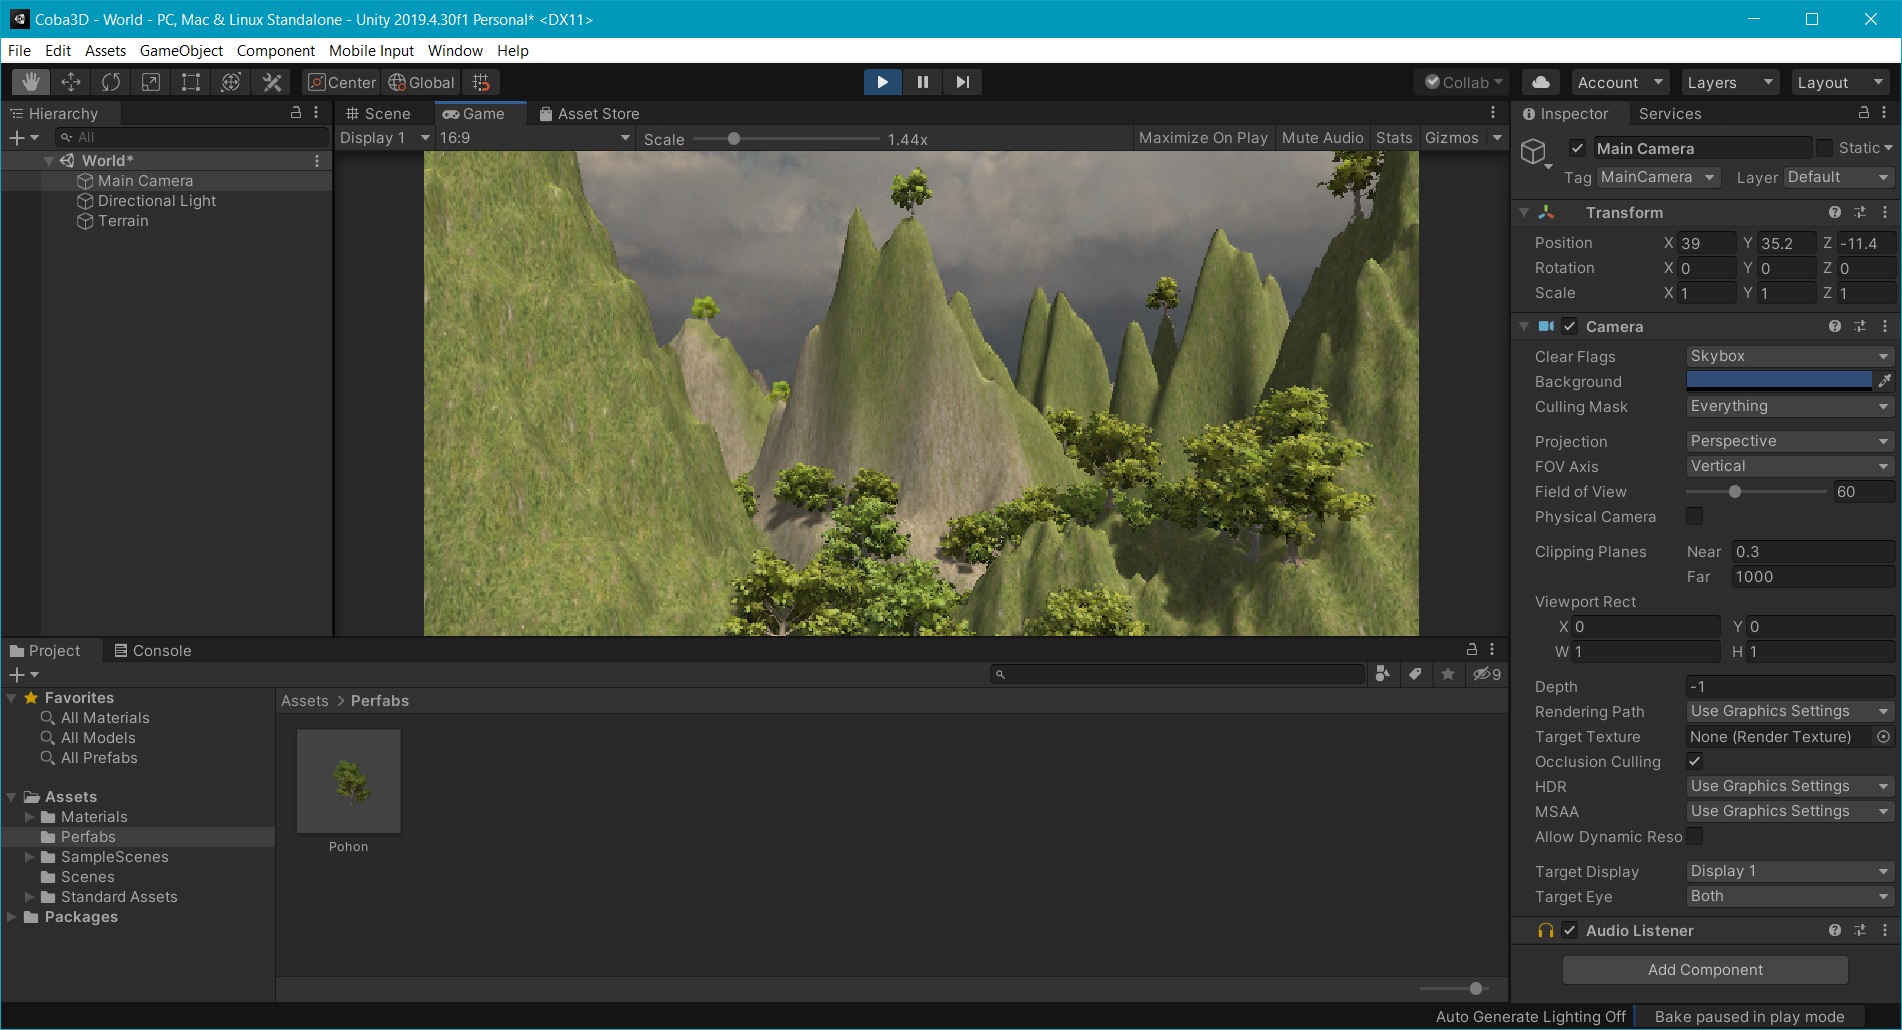 Coba3D - World - PC, Mac & Linux Standalone - Unity 2019.4.30f1 Personal* <DX11>
File Edit Assets GameObject Component Mobile Input Window Help
Center Global Collab Account Layers Layout
Hierarchy
All
World*
Main Camera
Directional Light
Terrain
Scene Game Asset Store
Display 1 16:9 Scale 1.44x Maximize On Play Mute Audio Stats Gizmos
Project Console
9
Favorites
All Materials
All Models
All Prefabs
Assets
Materials
Perfabs
SampleScenes
Scenes
Standard Assets
Packages
Assets > Perfabs
Pohon
Inspector Services
Main Camera Static
Tag MainCamera Layer Default
Transform
Position X 39 Y 35.2 Z -11.4
Rotation X 0 Y 0 Z 0
Scale X 1 Y 1 Z 1
Camera
Clear Flags Skybox
Background
Culling Mask Everything
Projection Perspective
FOV Axis Vertical
Field of View 60
Physical Camera
Clipping Planes Near 0.3
Far 1000
Viewport Rect
X 0 Y 0
W 1 H 1
Depth -1
Rendering Path Use Graphics Settings
Target Texture None (Render Texture)
Occlusion Culling
HDR Use Graphics Settings
MSAA Use Graphics Settings
Allow Dynamic Reso
Target Display Display 1
Target Eye Both
Audio Listener
Add Component
Auto Generate Lighting Off Bake paused in play mode